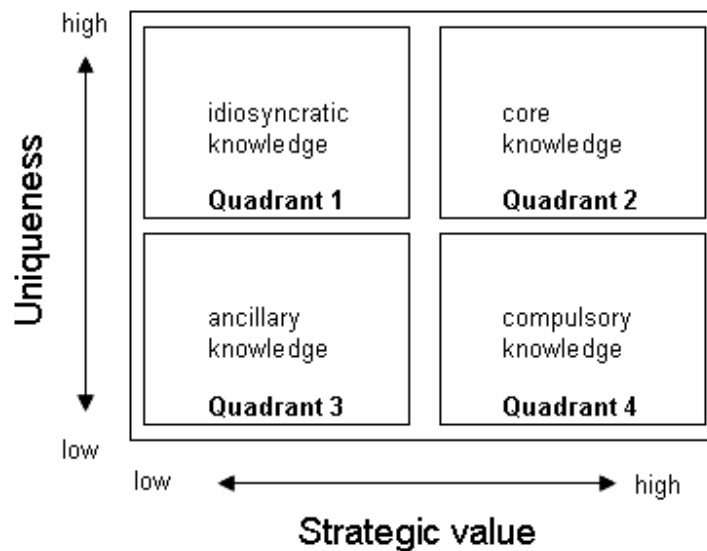 high
idiosyncratic
knowledge
Quadrant 1
core
knowledge
Quadrant 2
Uniqueness
ancillary
knowledge
Quadrant 3
compulsory
knowledge
Quadrant 4
low
low
high
Strategic value